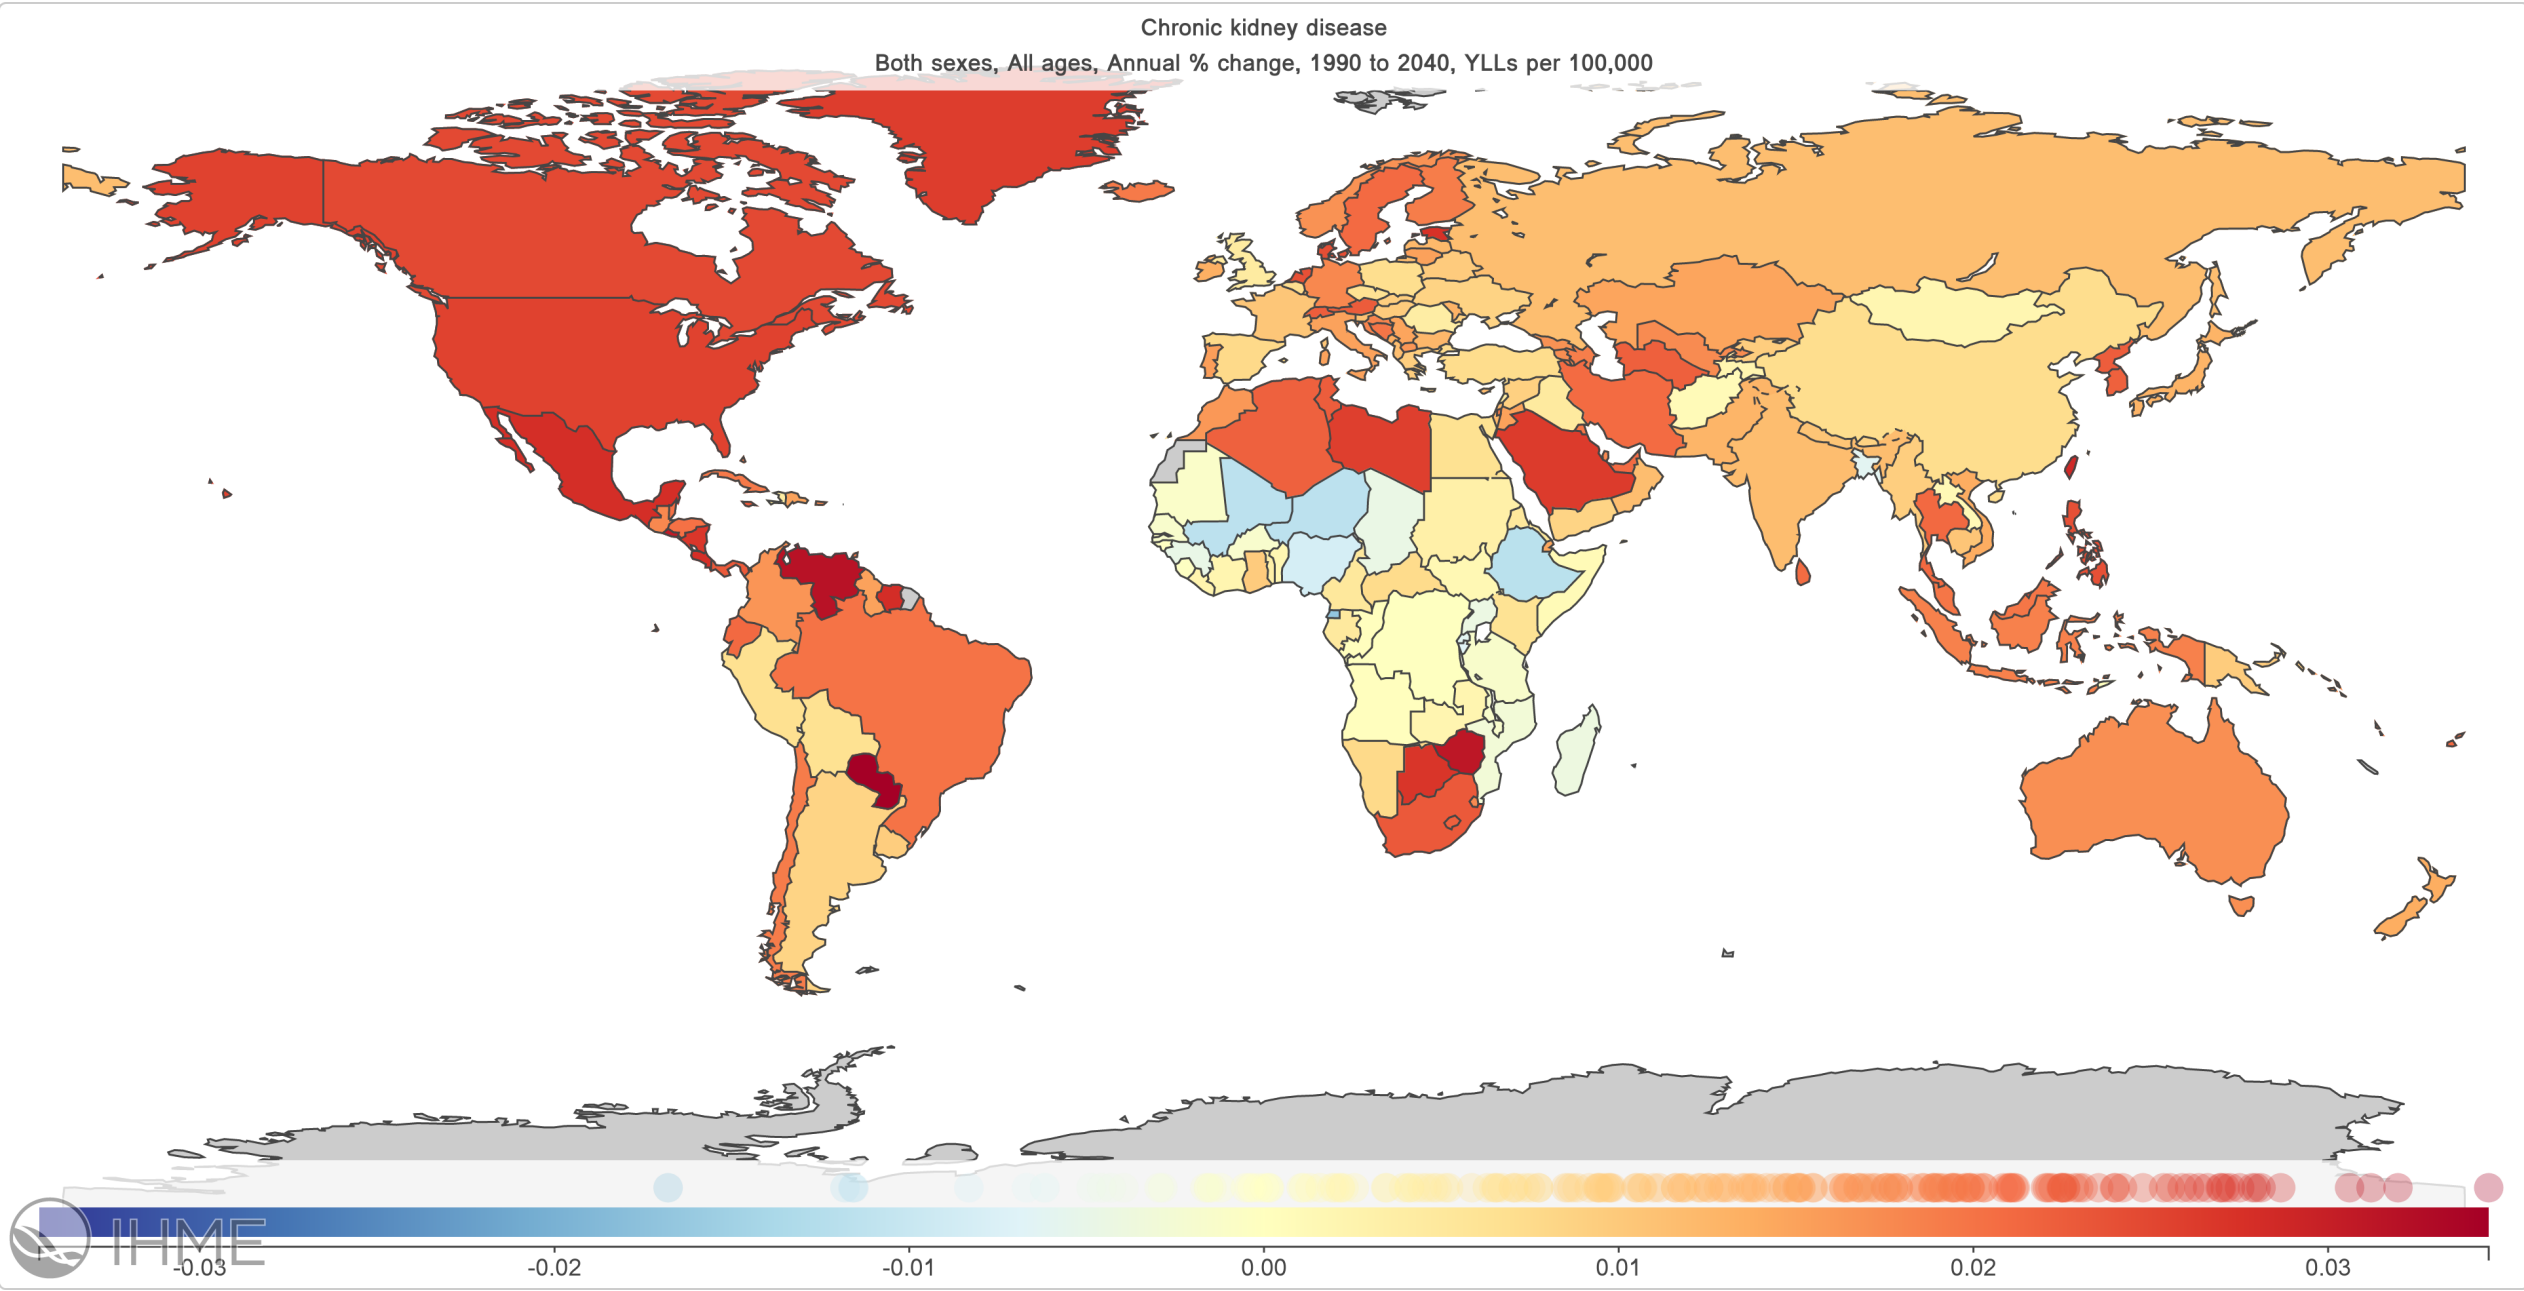 Chronic kidney disease
Both sexes, All ages, Annual % change, 1990 to 2040, YLLs per 100,000
IHME
-0.03 -0.02 -0.01 0.00 0.01 0.02 0.03